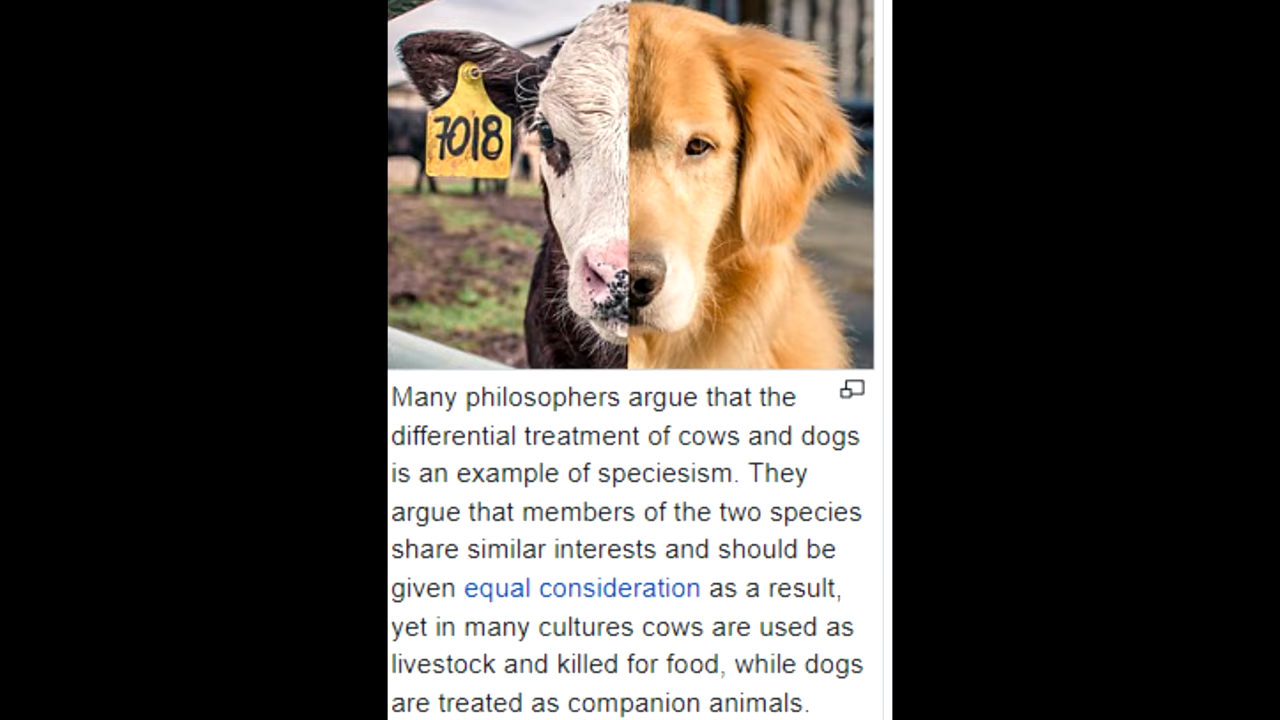 7018
Many philosophers argue that the
differential treatment of cows and dogs
is an example of speciesism. They
argue that members of the two species
share similar interests and should be
given equal consideration as a result,
yet in many cultures cows are used as
livestock and killed for food, while dogs
are treated as companion animals.